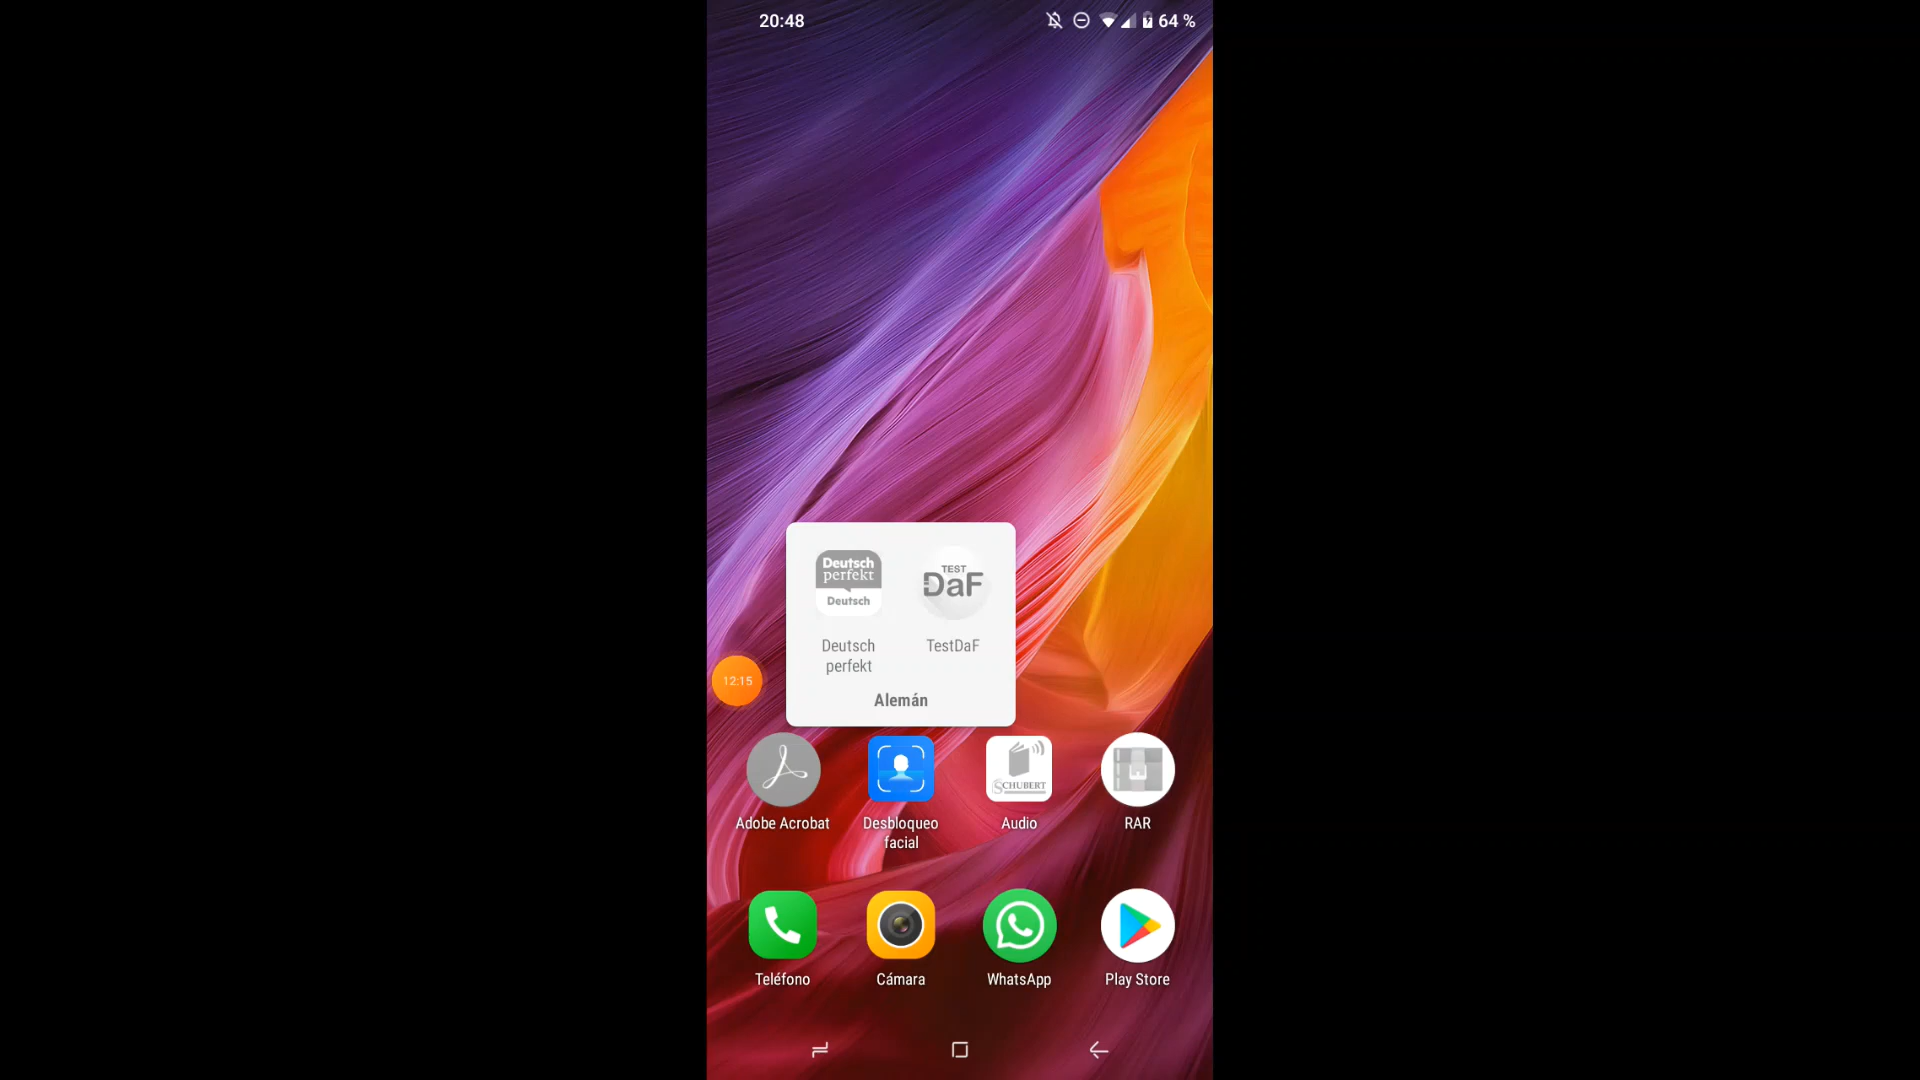 20:48
64 %
Deutsch
perfekt
Deutsch
TEST
DaF
Deutsch
perfekt
TestDaF
12:15
Alemán
SCHUBERT
Adobe Acrobat
Desbloqueo
facial
Audio
RAR
Teléfono
Cámara
WhatsApp
Play Store